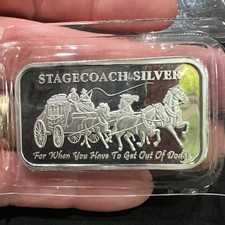 STAGECOACH SILVER
For When You Have To Get Out Of Dodge